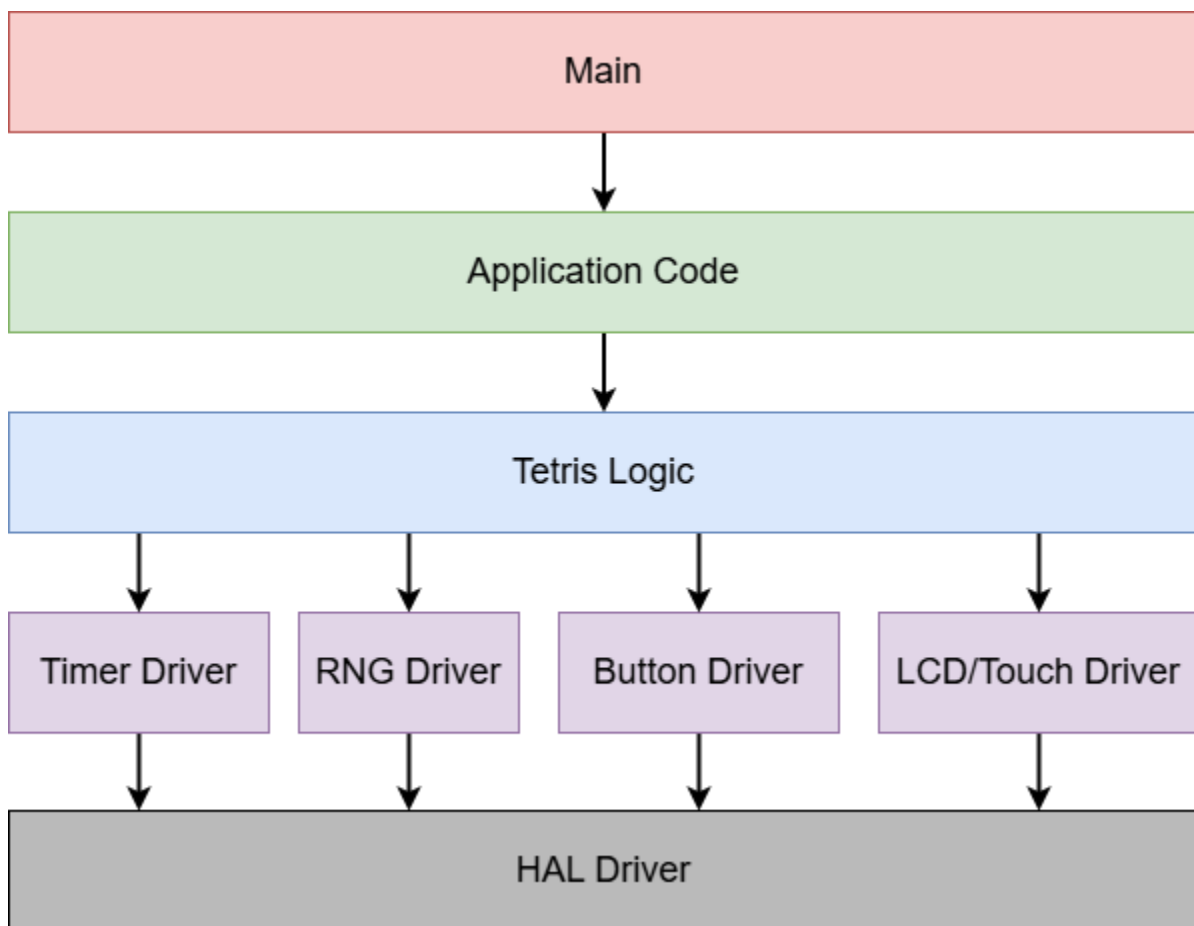 Main
Application Code
Tetris Logic
Timer Driver
RNG Driver
Button Driver
LCD/Touch Driver
HAL Driver